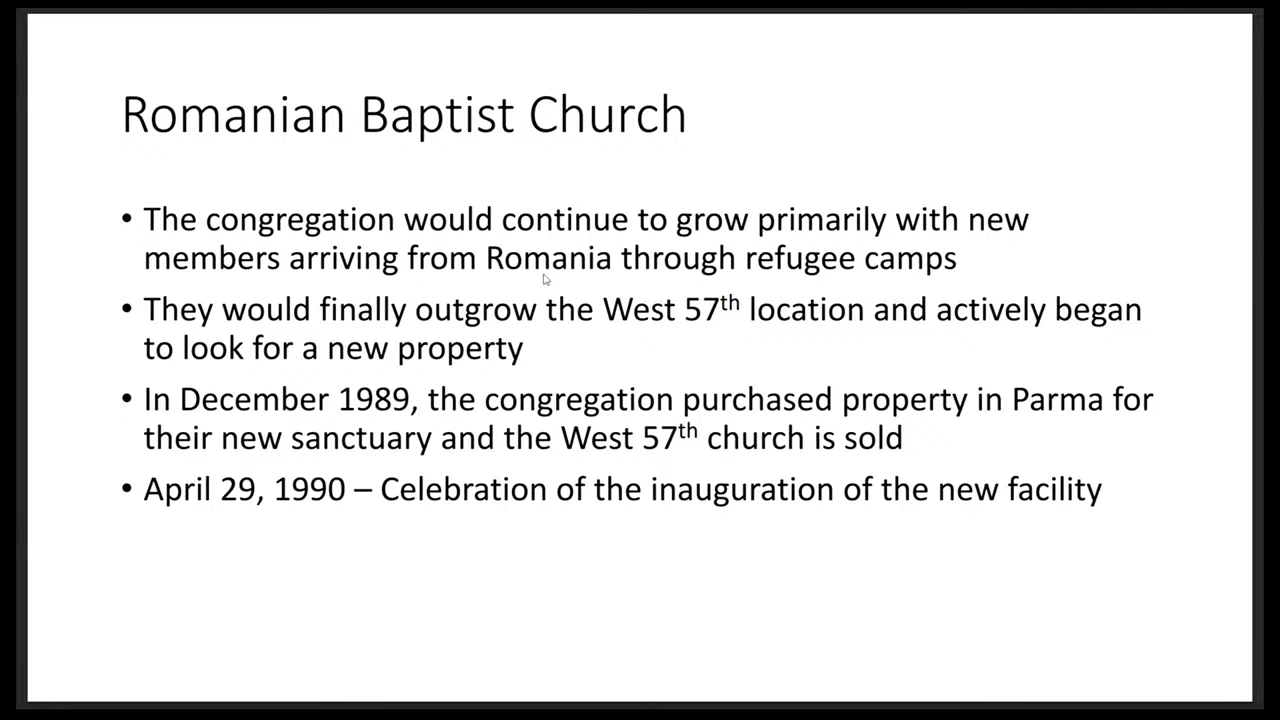 Romanian Baptist Church
• The congregation would continue to grow primarily with new
members arriving from Romania through refugee camps
• They would finally outgrow the West 57th location and actively began
to look for a new property
• In December 1989, the congregation purchased property in Parma for
their new sanctuary and the West 57th church is sold
• April 29, 1990 – Celebration of the inauguration of the new facility